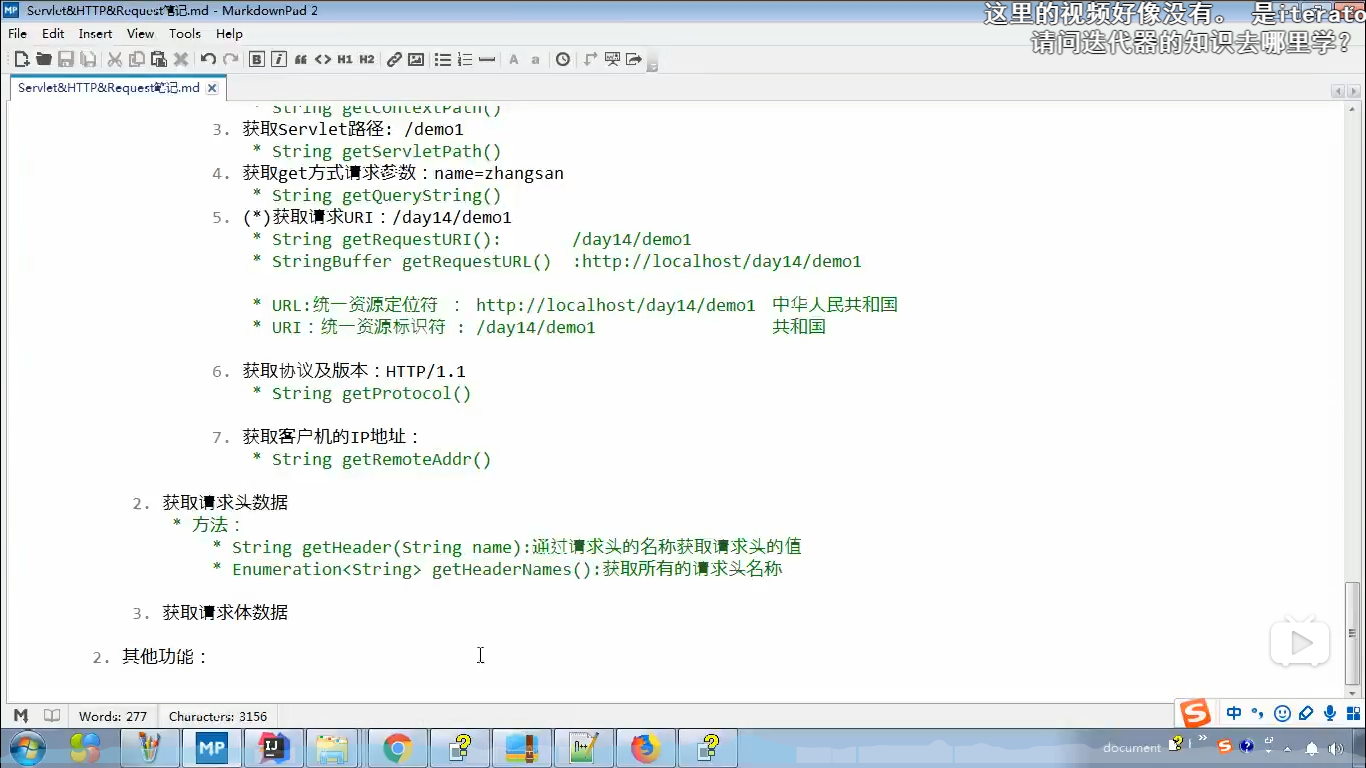 Servlet&HTTP&Request笔记.md - MarkdownPad 2
这里的视频好像没有。 是iterato
File Edit Insert View Tools Help
请问迭代器的知识去哪里学?
B i “ <> H1 H2 A a
Servlet&HTTP&Request笔记.md
* String getContextPath()
3. 获取Servlet路径: /demo1
* String getServletPath()
4. 获取get方式请求参数：name=zhangsan
* String getQueryString()
5. (*)获取请求URI：/day14/demo1
* String getRequestURI(): /day14/demo1
* StringBuffer getRequestURL() :http://localhost/day14/demo1
* URL:统一资源定位符 ： http://localhost/day14/demo1 中华人民共和国
* URI：统一资源标识符 : /day14/demo1 共和国
6. 获取协议及版本：HTTP/1.1
* String getProtocol()
7. 获取客户机的IP地址：
* String getRemoteAddr()
2. 获取请求头数据
* 方法：
* String getHeader(String name):通过请求头的名称获取请求头的值
* Enumeration<String> getHeaderNames():获取所有的请求头名称
3. 获取请求体数据
2. 其他功能：
Words: 277 Characters: 3156
中
MP IJ document